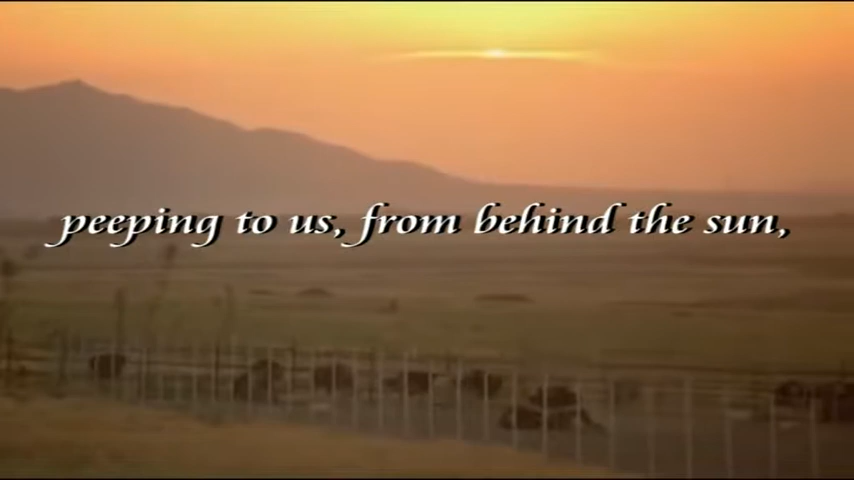 peeping to us, from behind the sun,